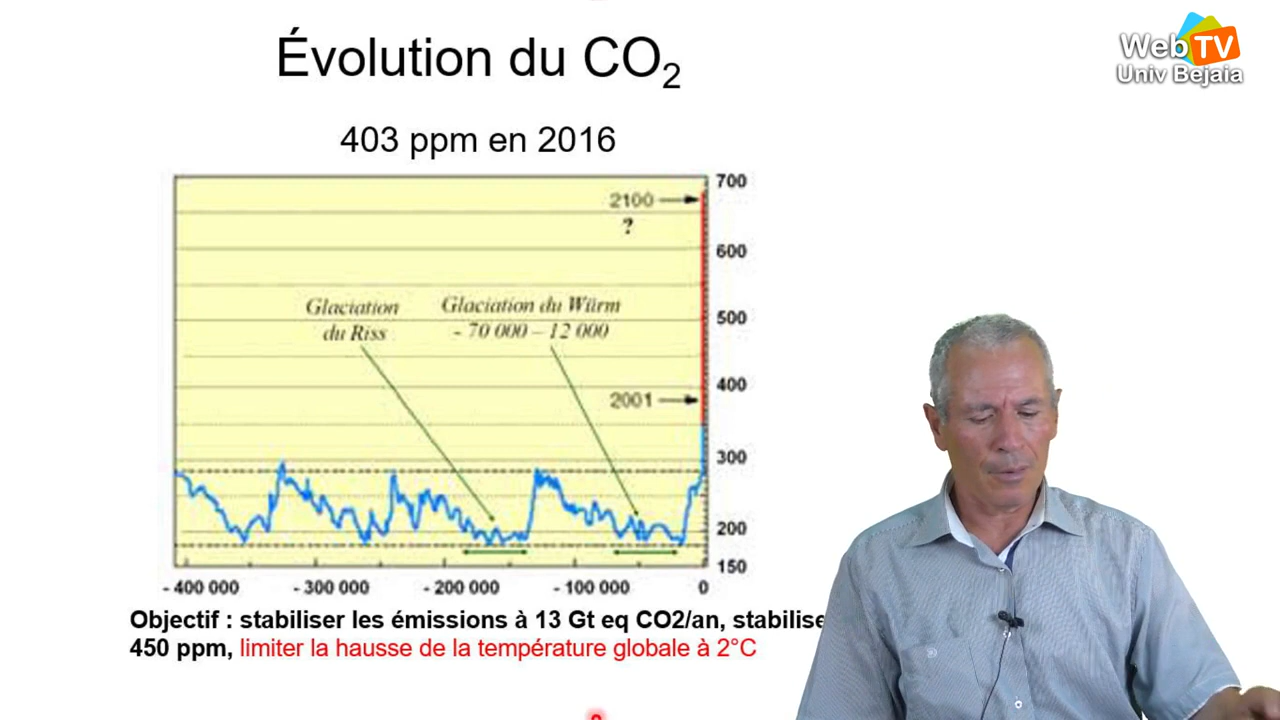 Évolution du CO₂
Web TV
Univ Bejaia
403 ppm en 2016
700
2100
?
600
Glaciation
du Riss
Glaciation du Würm
- 70 000 – 12 000
500
400
2001
300
200
150
- 400 000
- 300 000
- 200 000
- 100 000
0
Objectif : stabiliser les émissions à 13 Gt eq CO2/an, stabilise
450 ppm, limiter la hausse de la température globale à 2°C